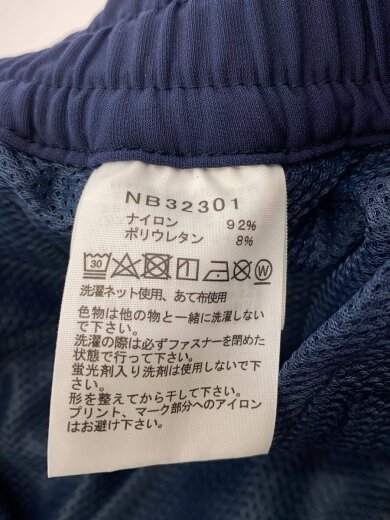 NB32301
ナイロン 92%
ポリウレタン 8%
30 W
洗濯ネット使用、あて布使用
色物は他の物と一緒に洗濯しない
で下さい。
洗濯の際は必ずファスナーを閉めた
状態で行って下さい。
蛍光剤入り洗剤は使用しないで下
さい。
形を整えてから干して下さい。
プリント、マーク部分へのアイロン
はお避け下さい。